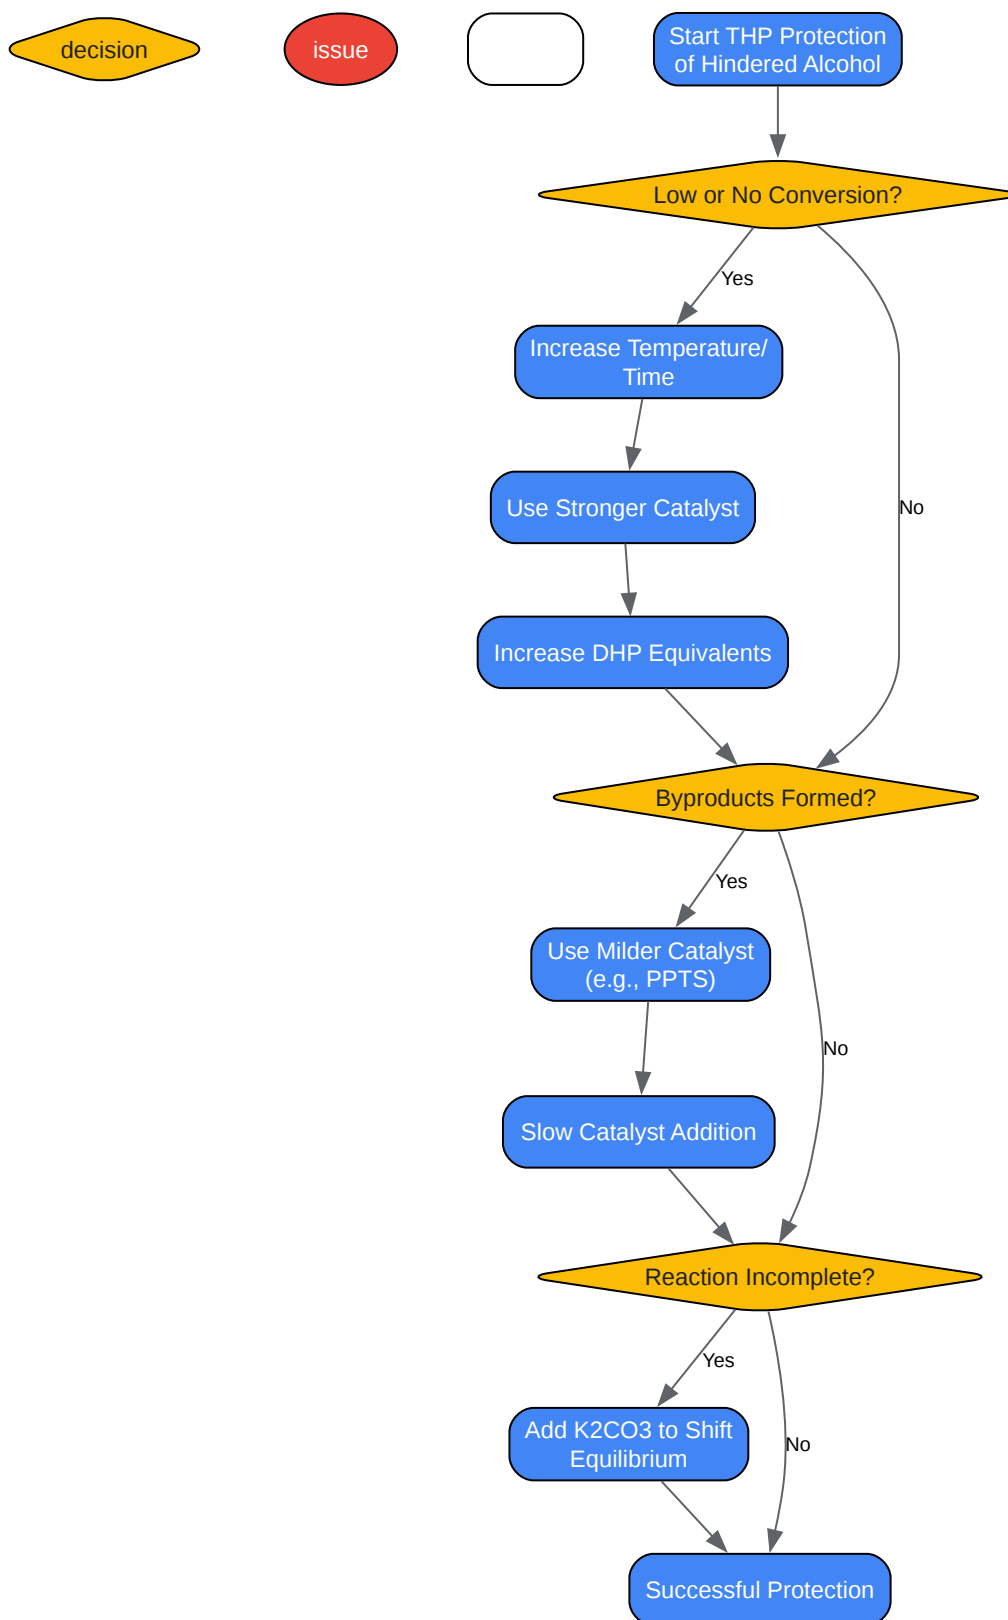 decision
issue
Start THP Protection
of Hindered Alcohol
Low or No Conversion?
Yes
Increase Temperature/
Time
Use Stronger Catalyst
No
Increase DHP Equivalents
Byproducts Formed?
Yes
Use Milder Catalyst
(e.g., PPTS)
No
Slow Catalyst Addition
Reaction Incomplete?
Yes
Add K2CO3 to Shift
Equilibrium
No
Successful Protection